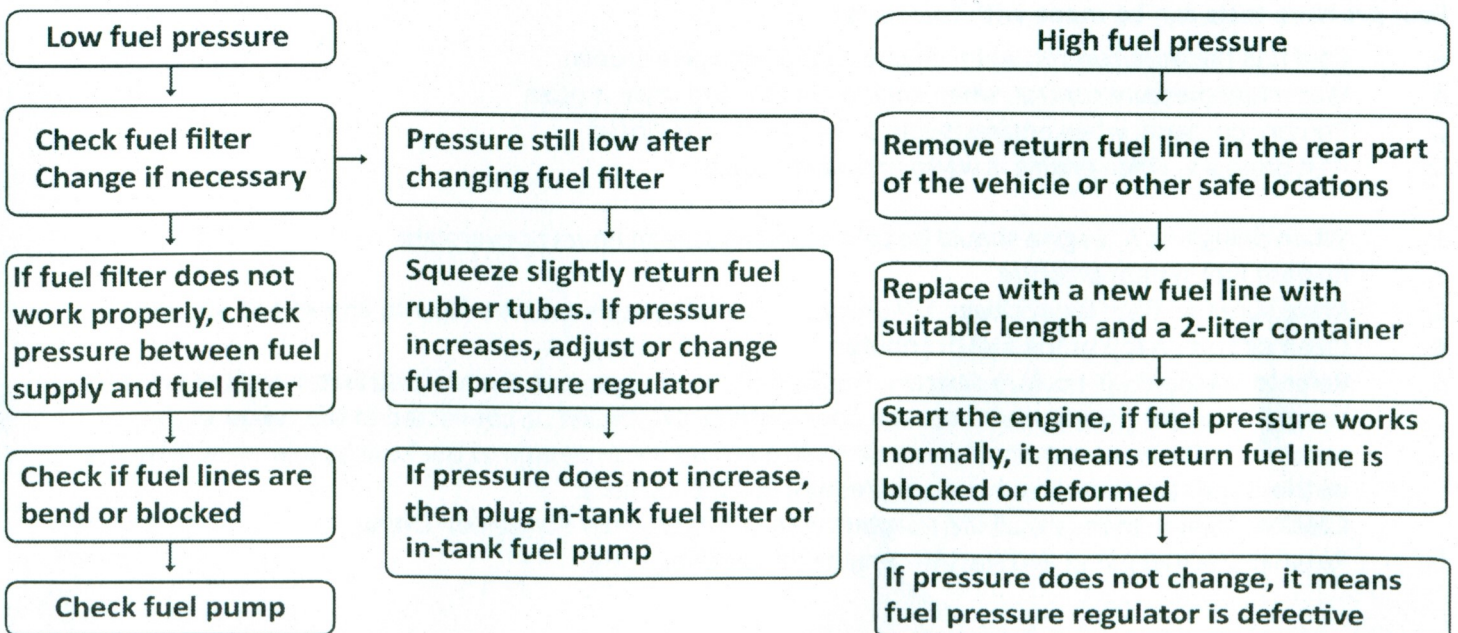 Low fuel pressure
Check fuel filter
Change if necessary
If fuel filter does not
work properly, check
pressure between fuel
supply and fuel filter
Check if fuel lines are
bend or blocked
Check fuel pump
Pressure still low after
changing fuel filter
Squeeze slightly return fuel
rubber tubes. If pressure
increases, adjust or change
fuel pressure regulator
If pressure does not increase,
then plug in-tank fuel filter or
in-tank fuel pump
High fuel pressure
Remove return fuel line in the rear part
of the vehicle or other safe locations
Replace with a new fuel line with
suitable length and a 2-liter container
Start the engine, if fuel pressure works
normally, it means return fuel line is
blocked or deformed
If pressure does not change, it means
fuel pressure regulator is defective